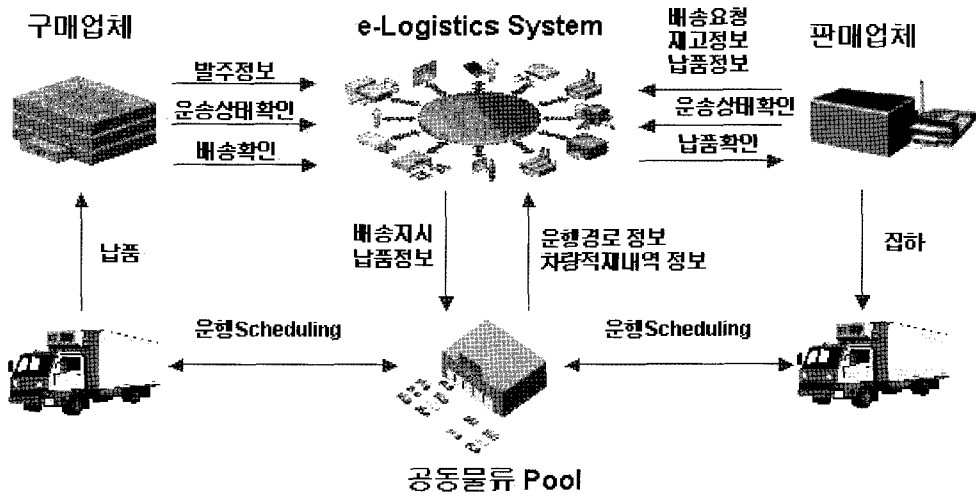 구매업체
e-Logistics System
판매업체
발주정보
운송상태확인
배송확인
배송요청
재고정보
납품정보
운송상태확인
납품확인
납품
배송지시
납품정보
운행경로 정보
차량적재내역 정보
집하
운행Scheduling
운행Scheduling
공동물류 Pool